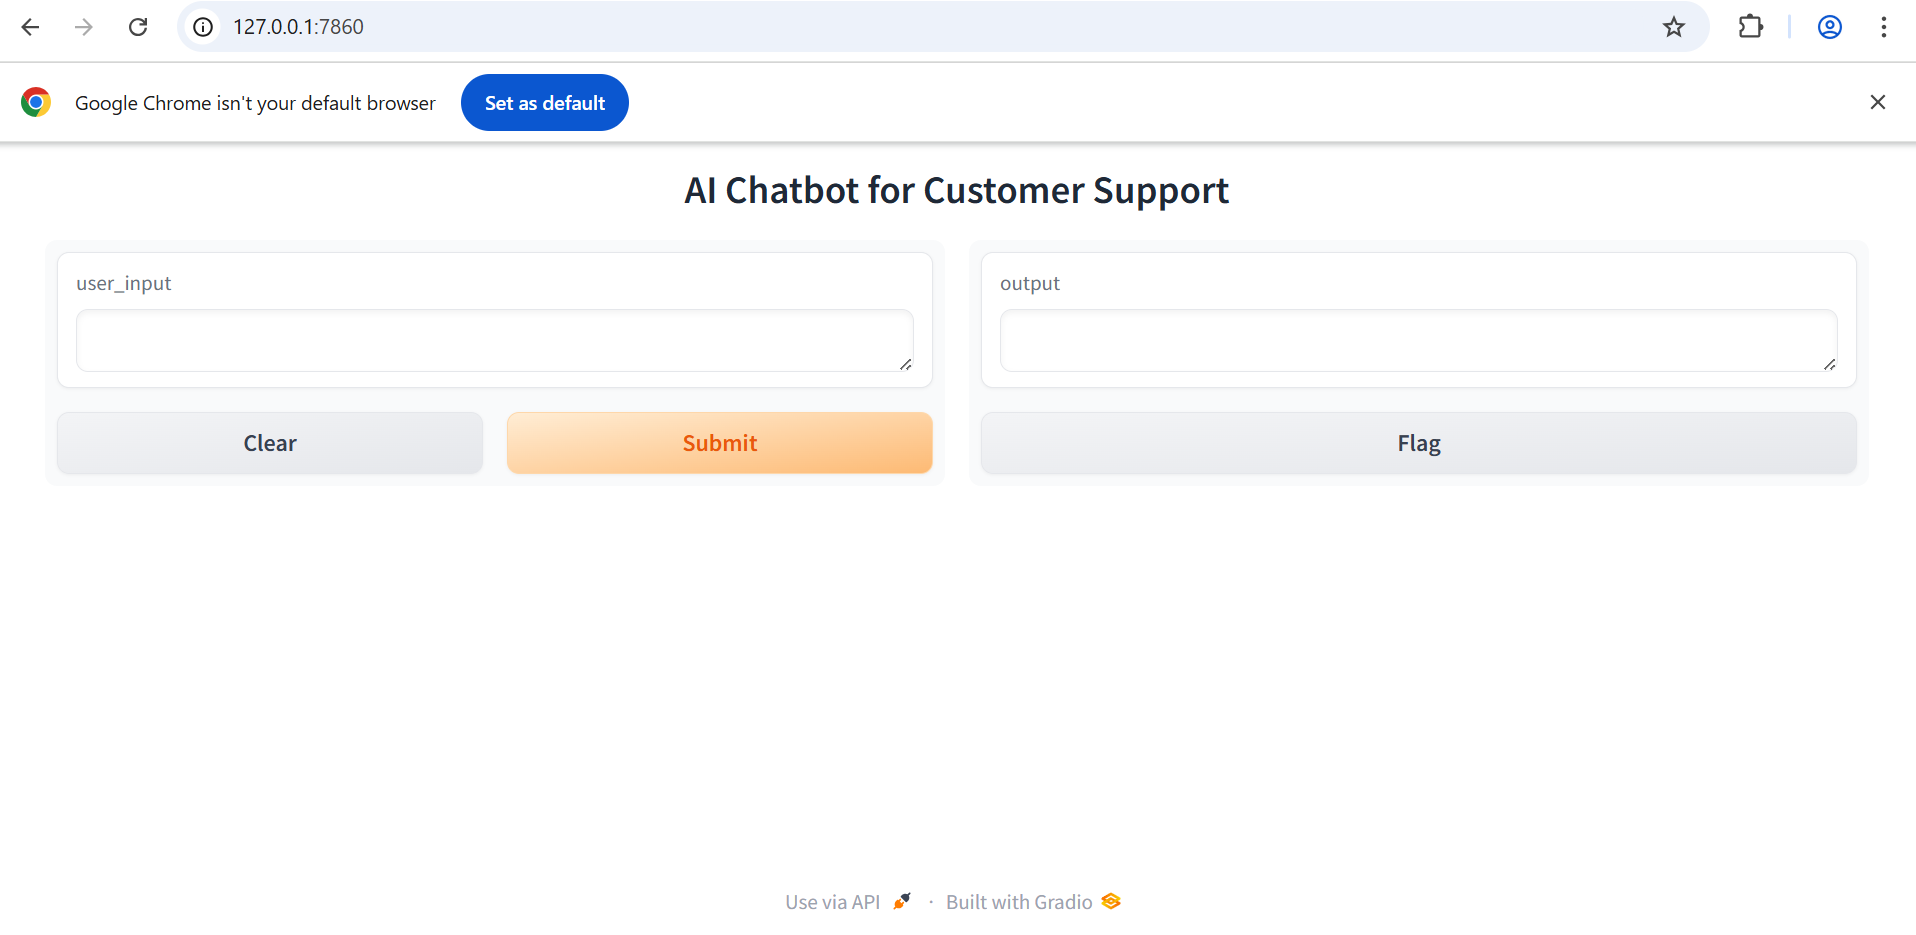 127.0.0.1:7860
Google Chrome isn't your default browser
Set as default
AI Chatbot for Customer Support
user_input
output
Clear
Submit
Flag
Use via API · Built with Gradio